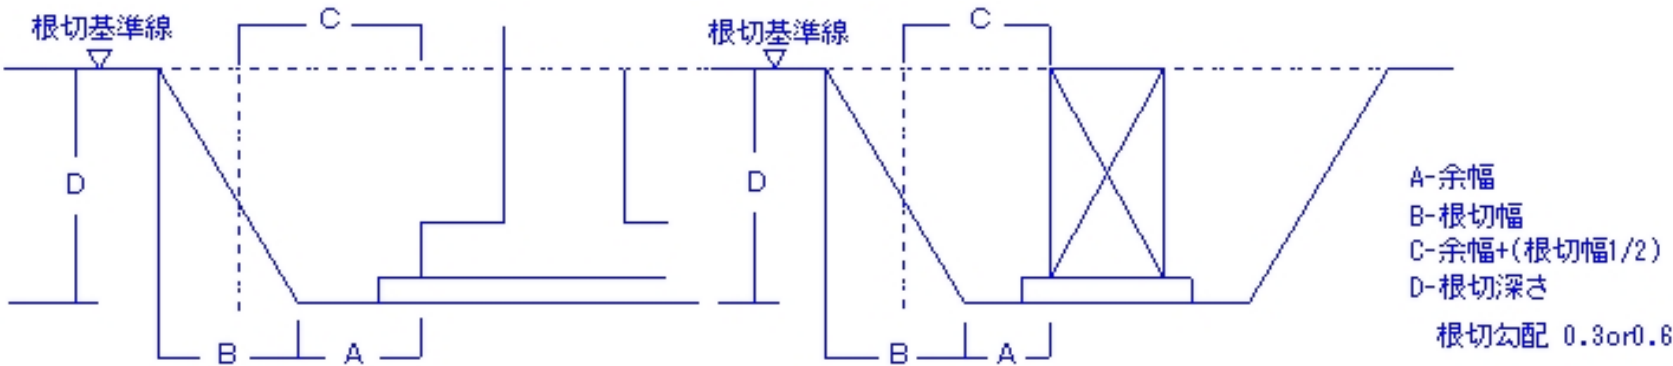 根切基準線
C
D
B
A
根切基準線
C
D
B
A
A-余幅
B-根切幅
C-余幅+(根切幅1/2)
D-根切深さ
根切勾配 0.3or0.6